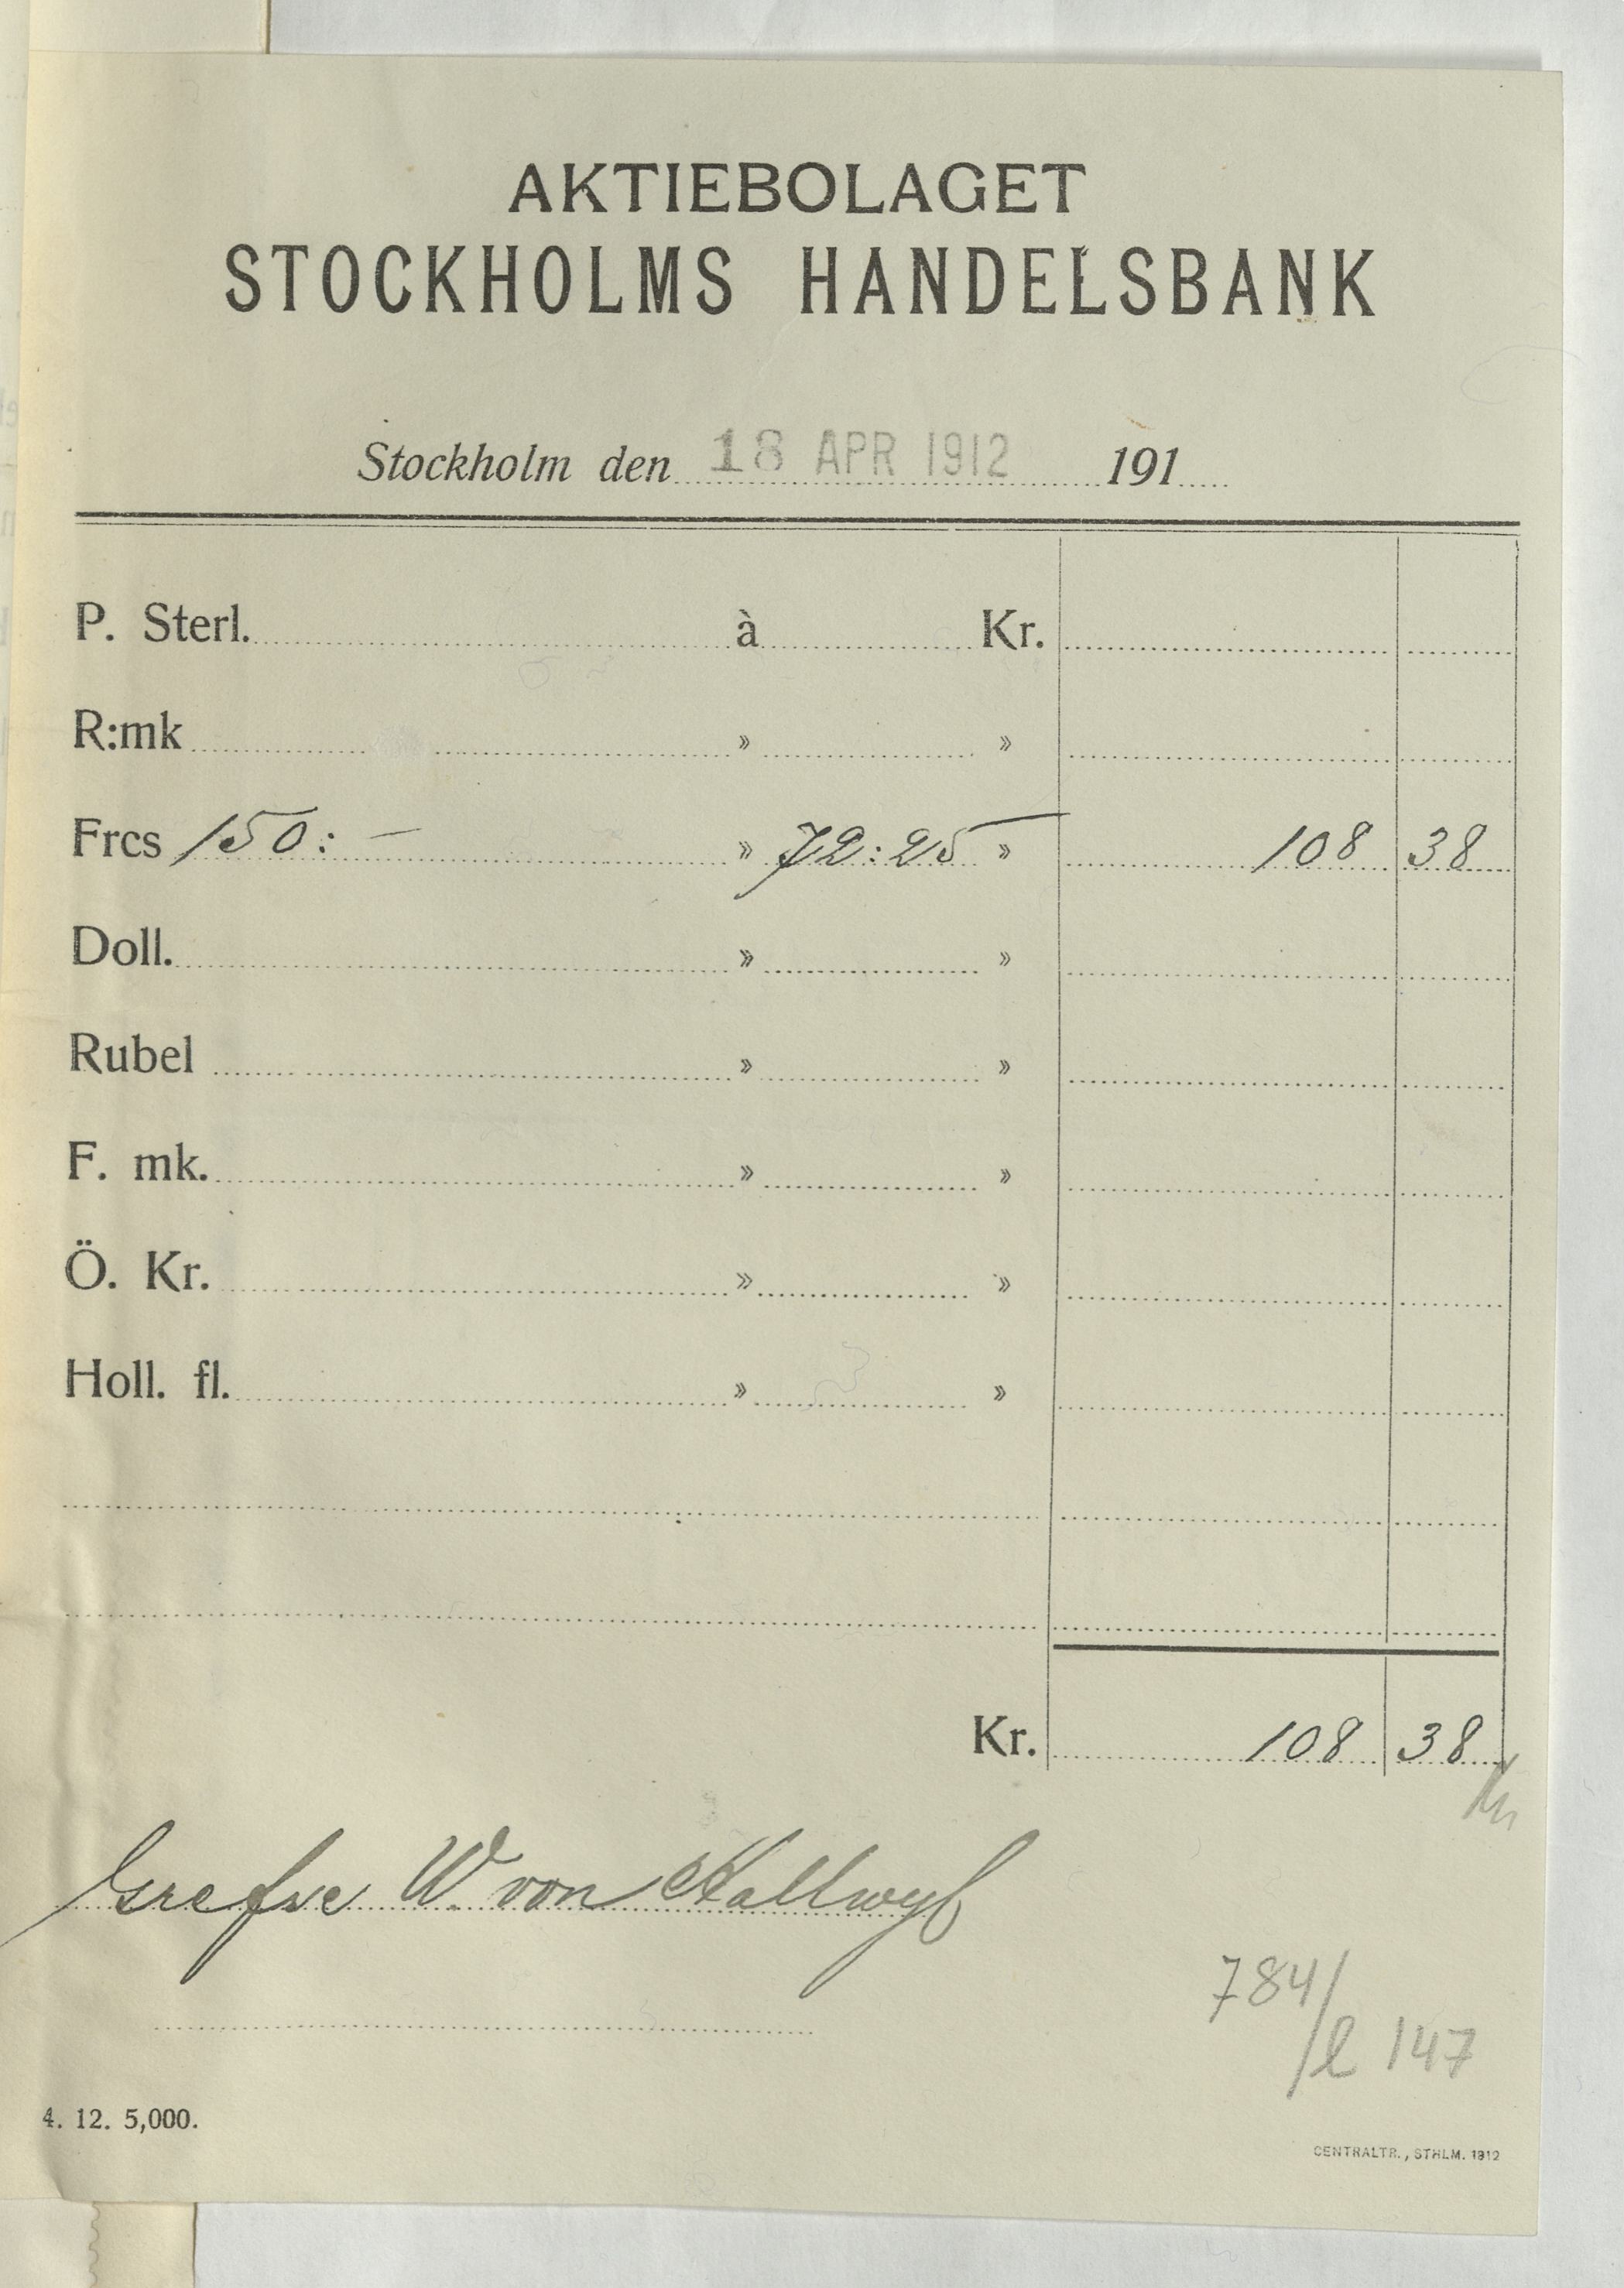 AKTIEBOLAGET
STOCKHOLMS HANDELSBANK
Stockholm den 18 APR 1912 191
P. Sterl. à Kr.
R:mk » »
Frcs 150: — » 72:25 » 108 38
Doll. » »
Rubel » »
F. mk. » »
Ö. Kr. » »
Holl. fl. » »
Kr. 108 38
Grefve W. von Hallwyl
784/
/l 147
4. 12. 5,000.
CENTRALTR., STHLM. 1912